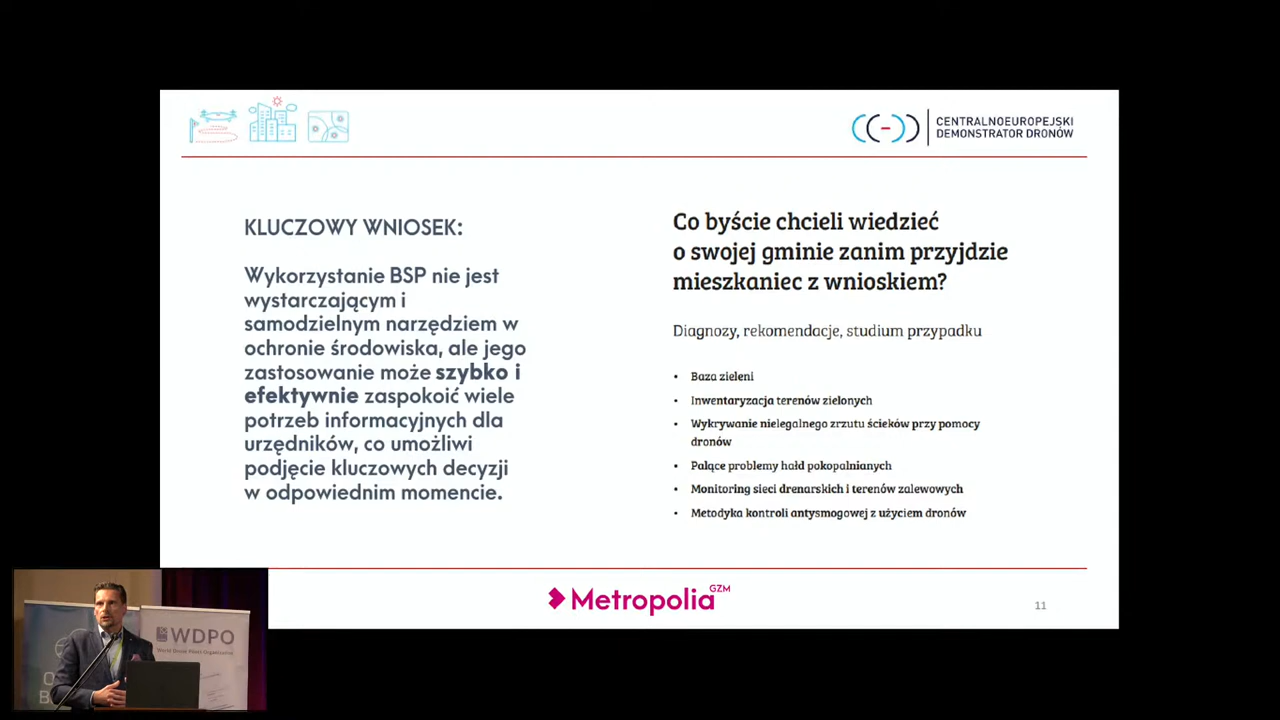 CENTRALNOEUROPEJSKI
DEMONSTRATOR DRONÓW
KLUCZOWY WNIOSEK:
Wykorzystanie BSP nie jest
wystarczającym i
samodzielnym narzędziem w
ochronie środowiska, ale jego
zastosowanie może szybko i
efektywnie zaspokoić wiele
potrzeb informacyjnych dla
urzędników, co umożliwi
podjęcie kluczowych decyzji
w odpowiednim momencie.
Co byście chcieli wiedzieć
o swojej gminie zanim przyjdzie
mieszkaniec z wnioskiem?
Diagnozy, rekomendacje, studium przypadku
• Baza zieleni
• Inwentaryzacja terenów zielonych
• Wykrywanie nielegalnego zrzutu ścieków przy pomocy
dronów
• Palące problemy hałd pokopalnianych
• Monitoring sieci drenarskich i terenów zalewowych
• Metodyka kontroli antysmogowej z użyciem dronów
Metropolia GZM
11
WDPO
World Drone Pilots Organization